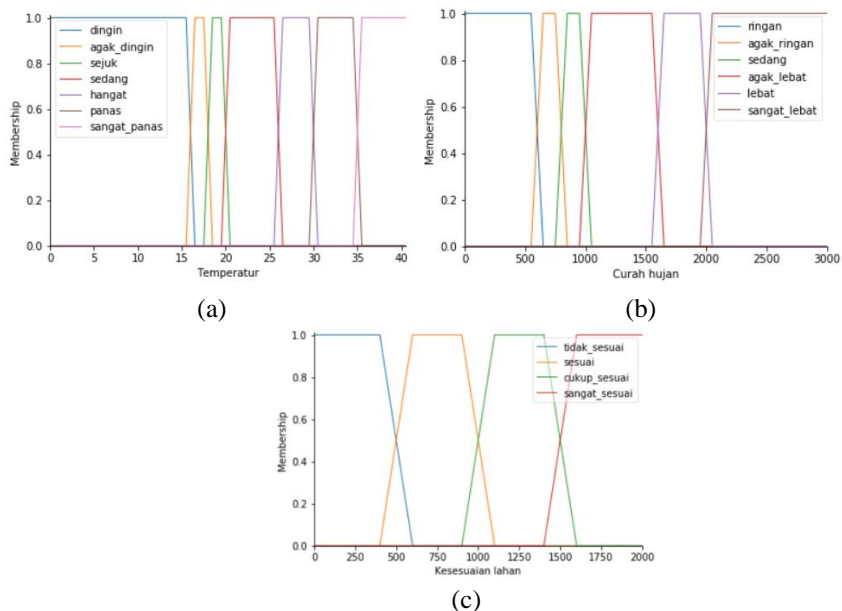 1.0
0.8
0.6
0.4
0.2
0.0
Membership
dingin
agak_dingin
sejuk
sedang
hangat
panas
sangat_panas
0 5 10 15 20 25 30 35 40
Temperatur
(a)
1.0
0.8
0.6
0.4
0.2
0.0
Membership
ringan
agak_ringan
sedang
agak_lebat
lebat
sangat_lebat
0 500 1000 1500 2000 2500 3000
Curah hujan
(b)
1.0
0.8
0.6
0.4
0.2
0.0
Membership
tidak_sesuai
sesuai
cukup_sesuai
sangat_sesuai
0 250 500 750 1000 1250 1500 1750 2000
Kesesuaian lahan
(c)